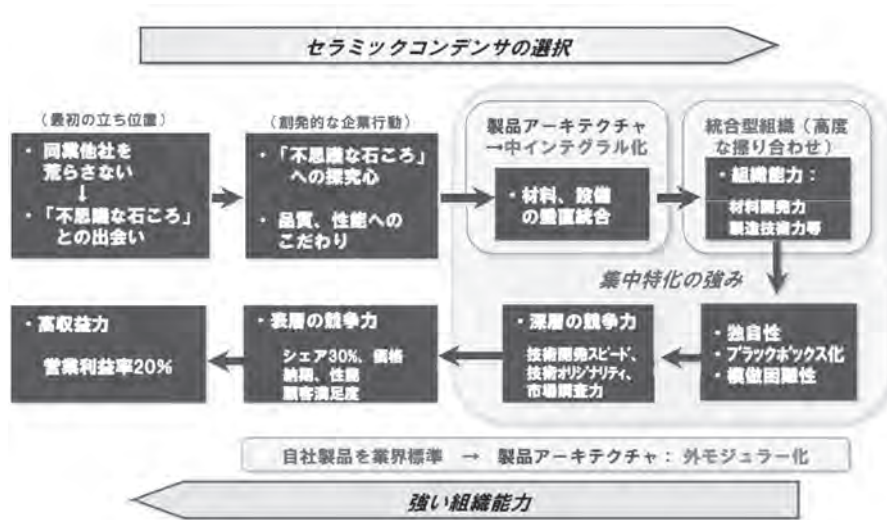 セラミックコンデンサの選択
(最初の立ち位置)
・ 同業他社を
荒らさない
↓
・ 「不思議な石ころ」
との出会い
(創発的な企業行動)
・ 「不思議な石ころ」
への探究心
・ 品質、性能への
こだわり
製品アーキテクチャ
→中インテグラル化
・ 材料、設備
の垂直統合
統合型組織(高度
な擦り合わせ)
・ 組織能力:
材料開発力
製造技術力等
集中特化の強み
・ 高収益力
営業利益率20%
・ 表層の競争力
シェア30%、価格
納期、性能
顧客満足度
・ 深層の競争力
技術開発スピード、
技術オリジナリティ、
市場調査力
・ 独自性
・ ブラックボックス化
・ 模倣困難性
自社製品を業界標準 → 製品アーキテクチャ: 外モジュラー化
強い組織能力